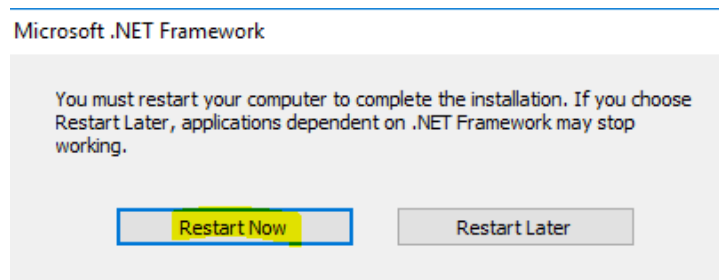 Microsoft .NET Framework
You must restart your computer to complete the installation. If you choose
Restart Later, applications dependent on .NET Framework may stop
working.
Restart Now
Restart Later